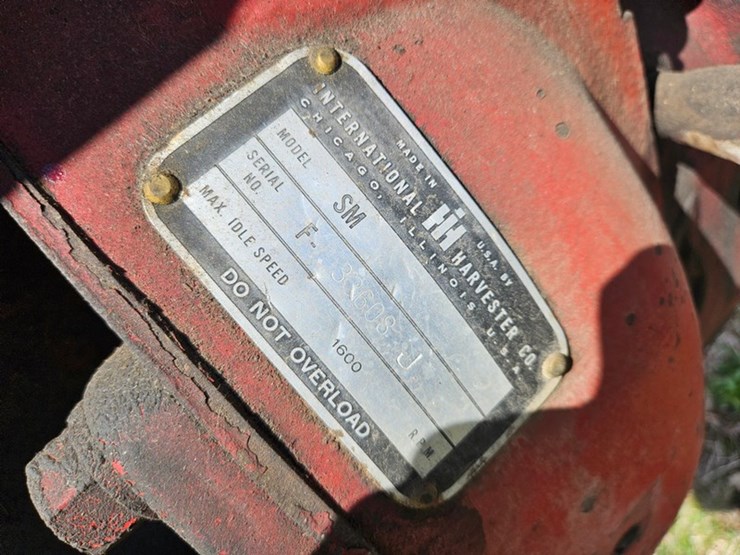 MADE IN U.S.A. BY
INTERNATIONAL IH HARVESTER CO.
CHICAGO, ILLINOIS U.S.A.
MODEL SM
SERIAL NO. F- J
MAX. IDLE SPEED 1600 R.P.M.
DO NOT OVERLOAD